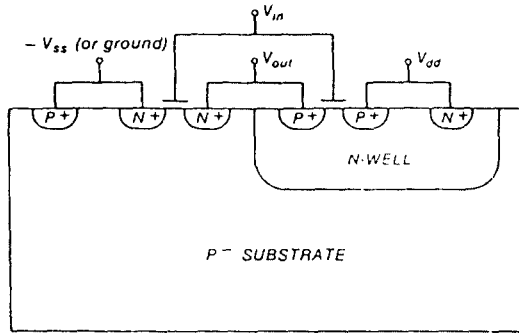 V_in
– V_ss (or ground)
V_out
V_dd
P+ N+ N+ P+ P+ N+
N-WELL
P– SUBSTRATE